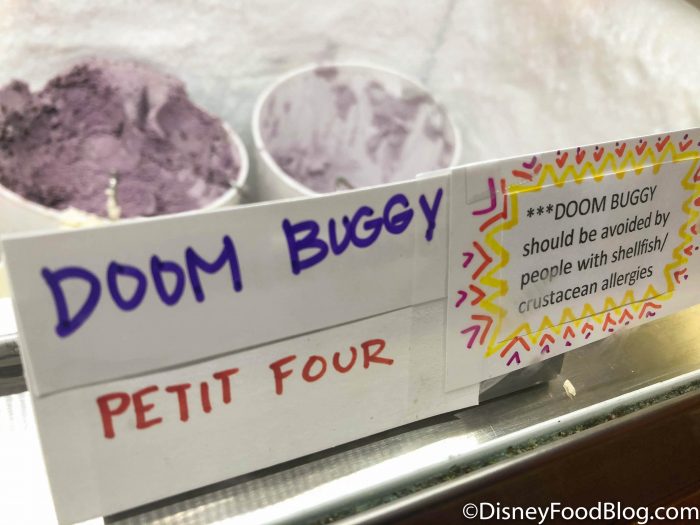 DOOM BUGGY
PETIT FOUR
***DOOM BUGGY
should be avoided by
people with shellfish/
crustacean allergies
©DisneyFoodBlog.com